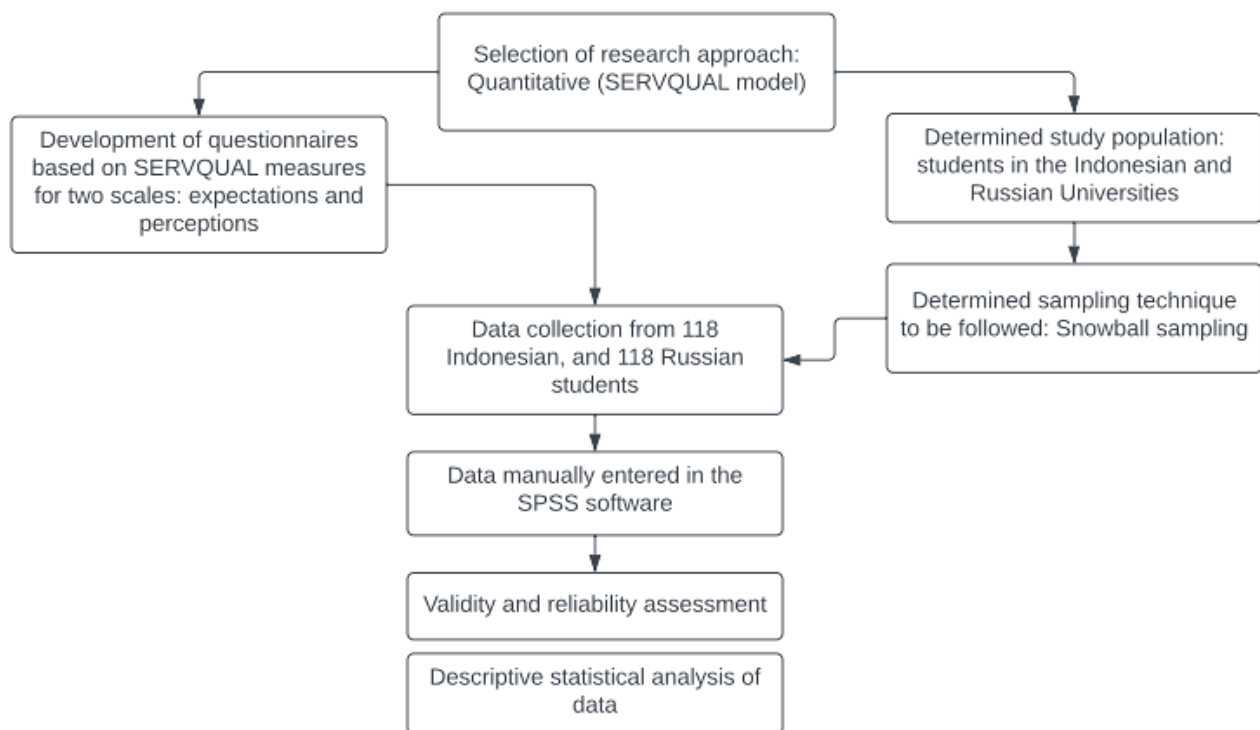 Selection of research approach:
Quantitative (SERVQUAL model)
Development of questionnaires
based on SERVQUAL measures
for two scales: expectations and
perceptions
Determined study population:
students in the Indonesian and
Russian Universities
Determined sampling technique
to be followed: Snowball sampling
Data collection from 118
Indonesian, and 118 Russian
students
Data manually entered in the
SPSS software
Validity and reliability assessment
Descriptive statistical analysis of
data